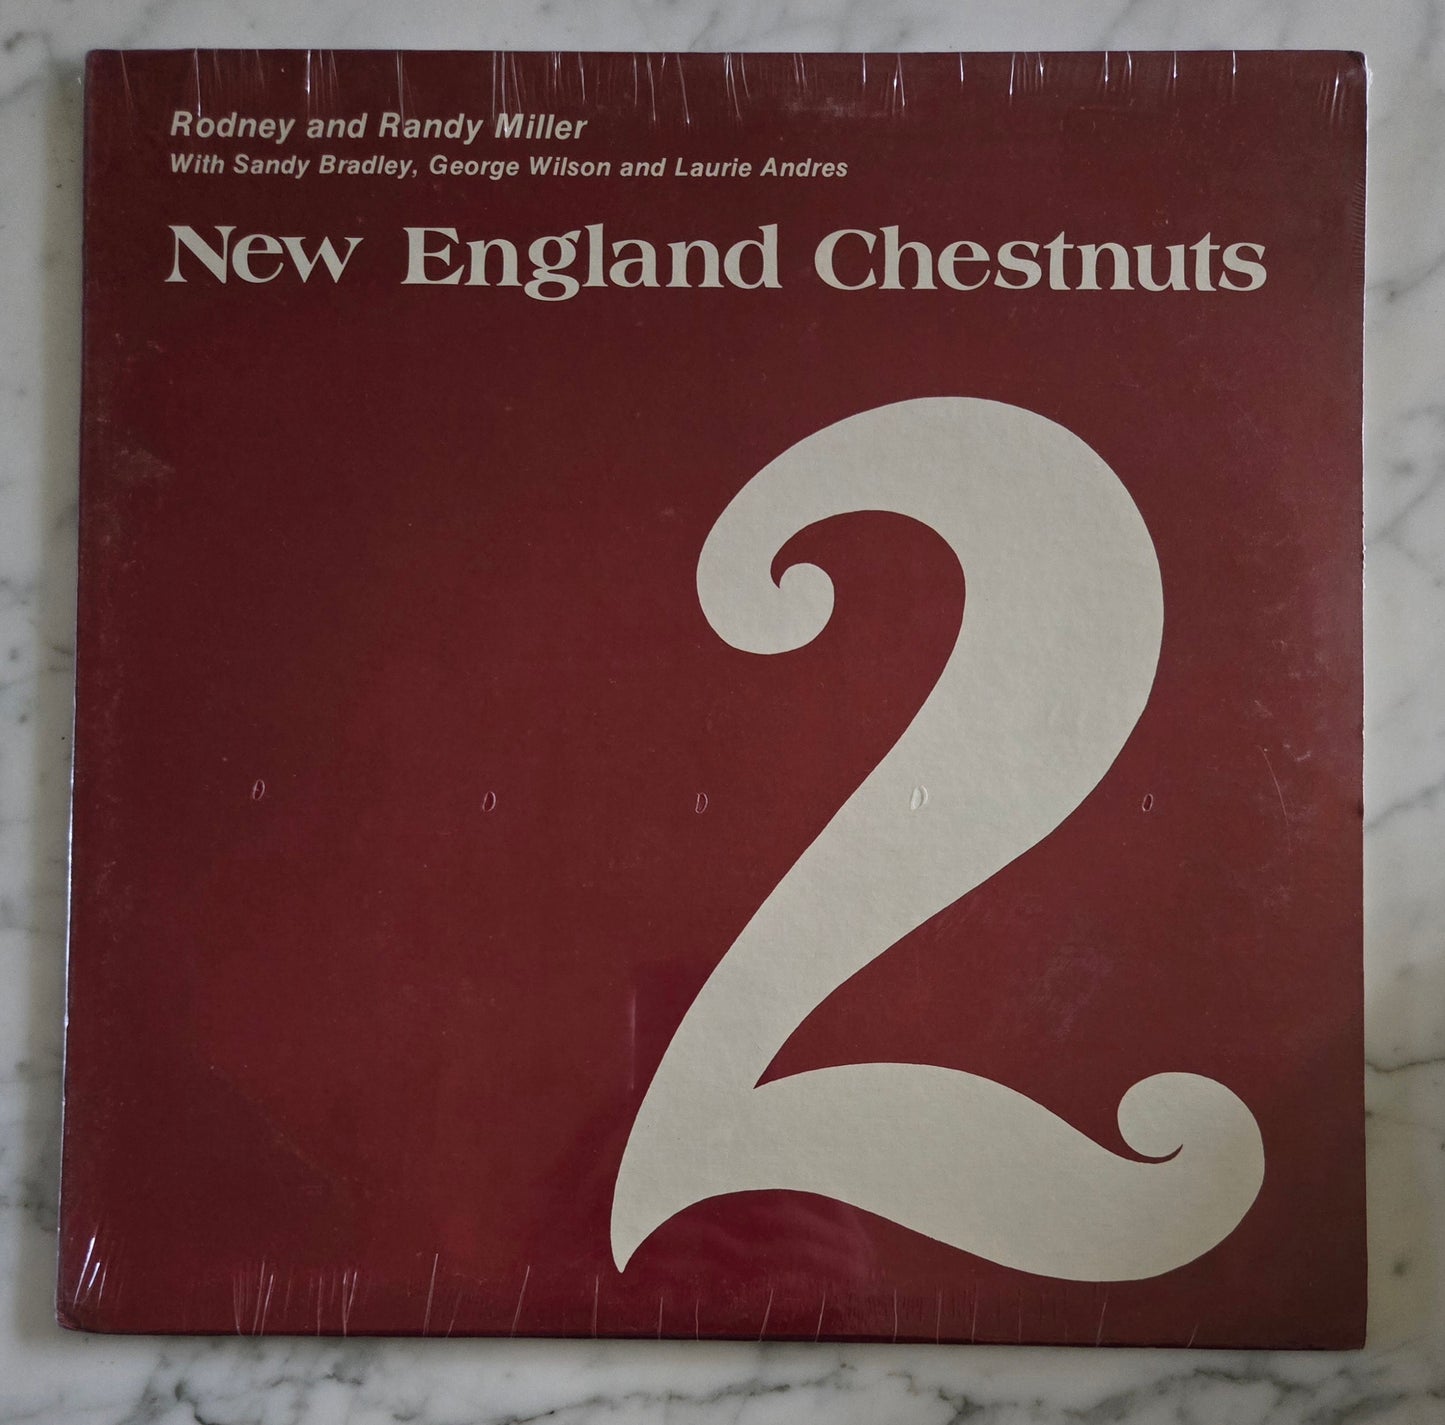 Rodney and Randy Miller
With Sandy Bradley, George Wilson and Laurie Andres
New England Chestnuts
2